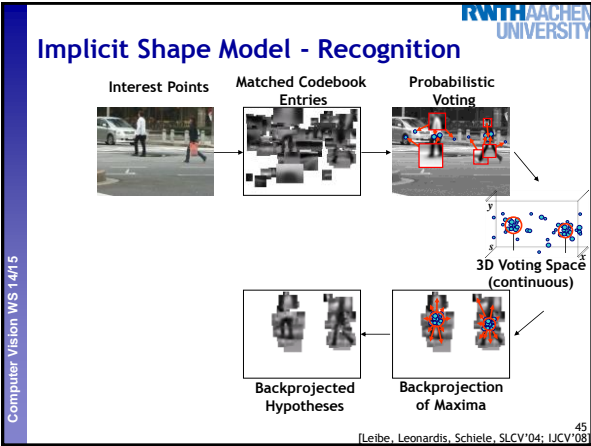 RWTHAACHEN
UNIVERSITY
Implicit Shape Model - Recognition
Interest Points
Matched Codebook
Entries
Probabilistic
Voting
y
s
x
3D Voting Space
(continuous)
Backprojected
Hypotheses
Backprojection
of Maxima
Computer Vision WS 14/15
45
[Leibe, Leonardis, Schiele, SLCV'04; IJCV'08]